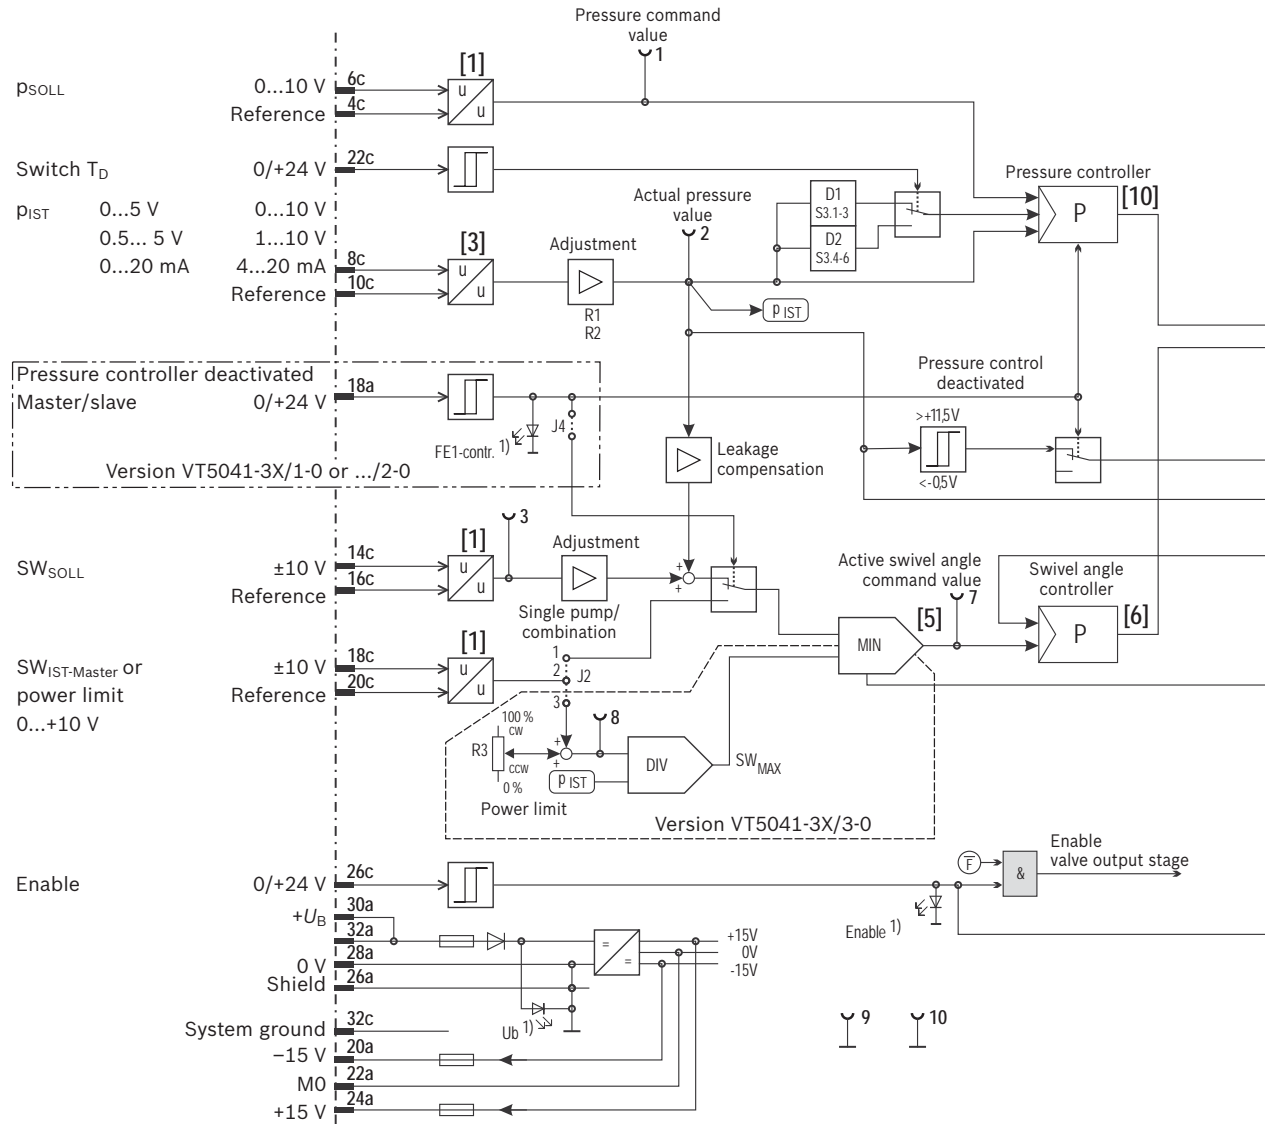 Pressure command
value
1
[1]
pSOLL 0...10 V 6c
u
u
Reference 4c
Switch TD 0/+24 V 22c
Pressure controller
[10]
P
D1
S3.1-3
D2
S3.4-6
Actual pressure
value
2
pIST 0...5 V 0...10 V
0.5... 5 V 1...10 V
0...20 mA 4...20 mA 8c
Reference 10c
[3]
u
u
Adjustment
R1
R2
p IST
Pressure controller deactivated
Master/slave 0/+24 V 18a
J4
FE1-contr. 1)
Version VT5041-3X/1-0 or .../2-0
Pressure control
deactivated
>+11,5V
<-0,5V
Leakage
compensation
3
[1]
SWSOLL ±10 V 14c
Reference 16c
u
u
Adjustment
Single pump/
combination
+
+
Active swivel angle
command value
7
Swivel angle
controller
[5]
[6]
P
MIN
[1]
SWIST-Master or ±10 V 18c
power limit Reference 20c
0...+10 V
u
u
1
2
3
J2
8
100 %
CW
R3
CCW
0 %
+
+
p IST
Power limit
DIV
SWMAX
Version VT5041-3X/3-0
Enable 0/+24 V 26c
F
&
Enable
valve output stage
Enable 1)
+UB 30a
32a
0 V 28a
Shield 26a
=
=
+15V
0V
-15V
Ub 1)
System ground 32c
−15 V 20a
M0 22a
+15 V 24a
9
10